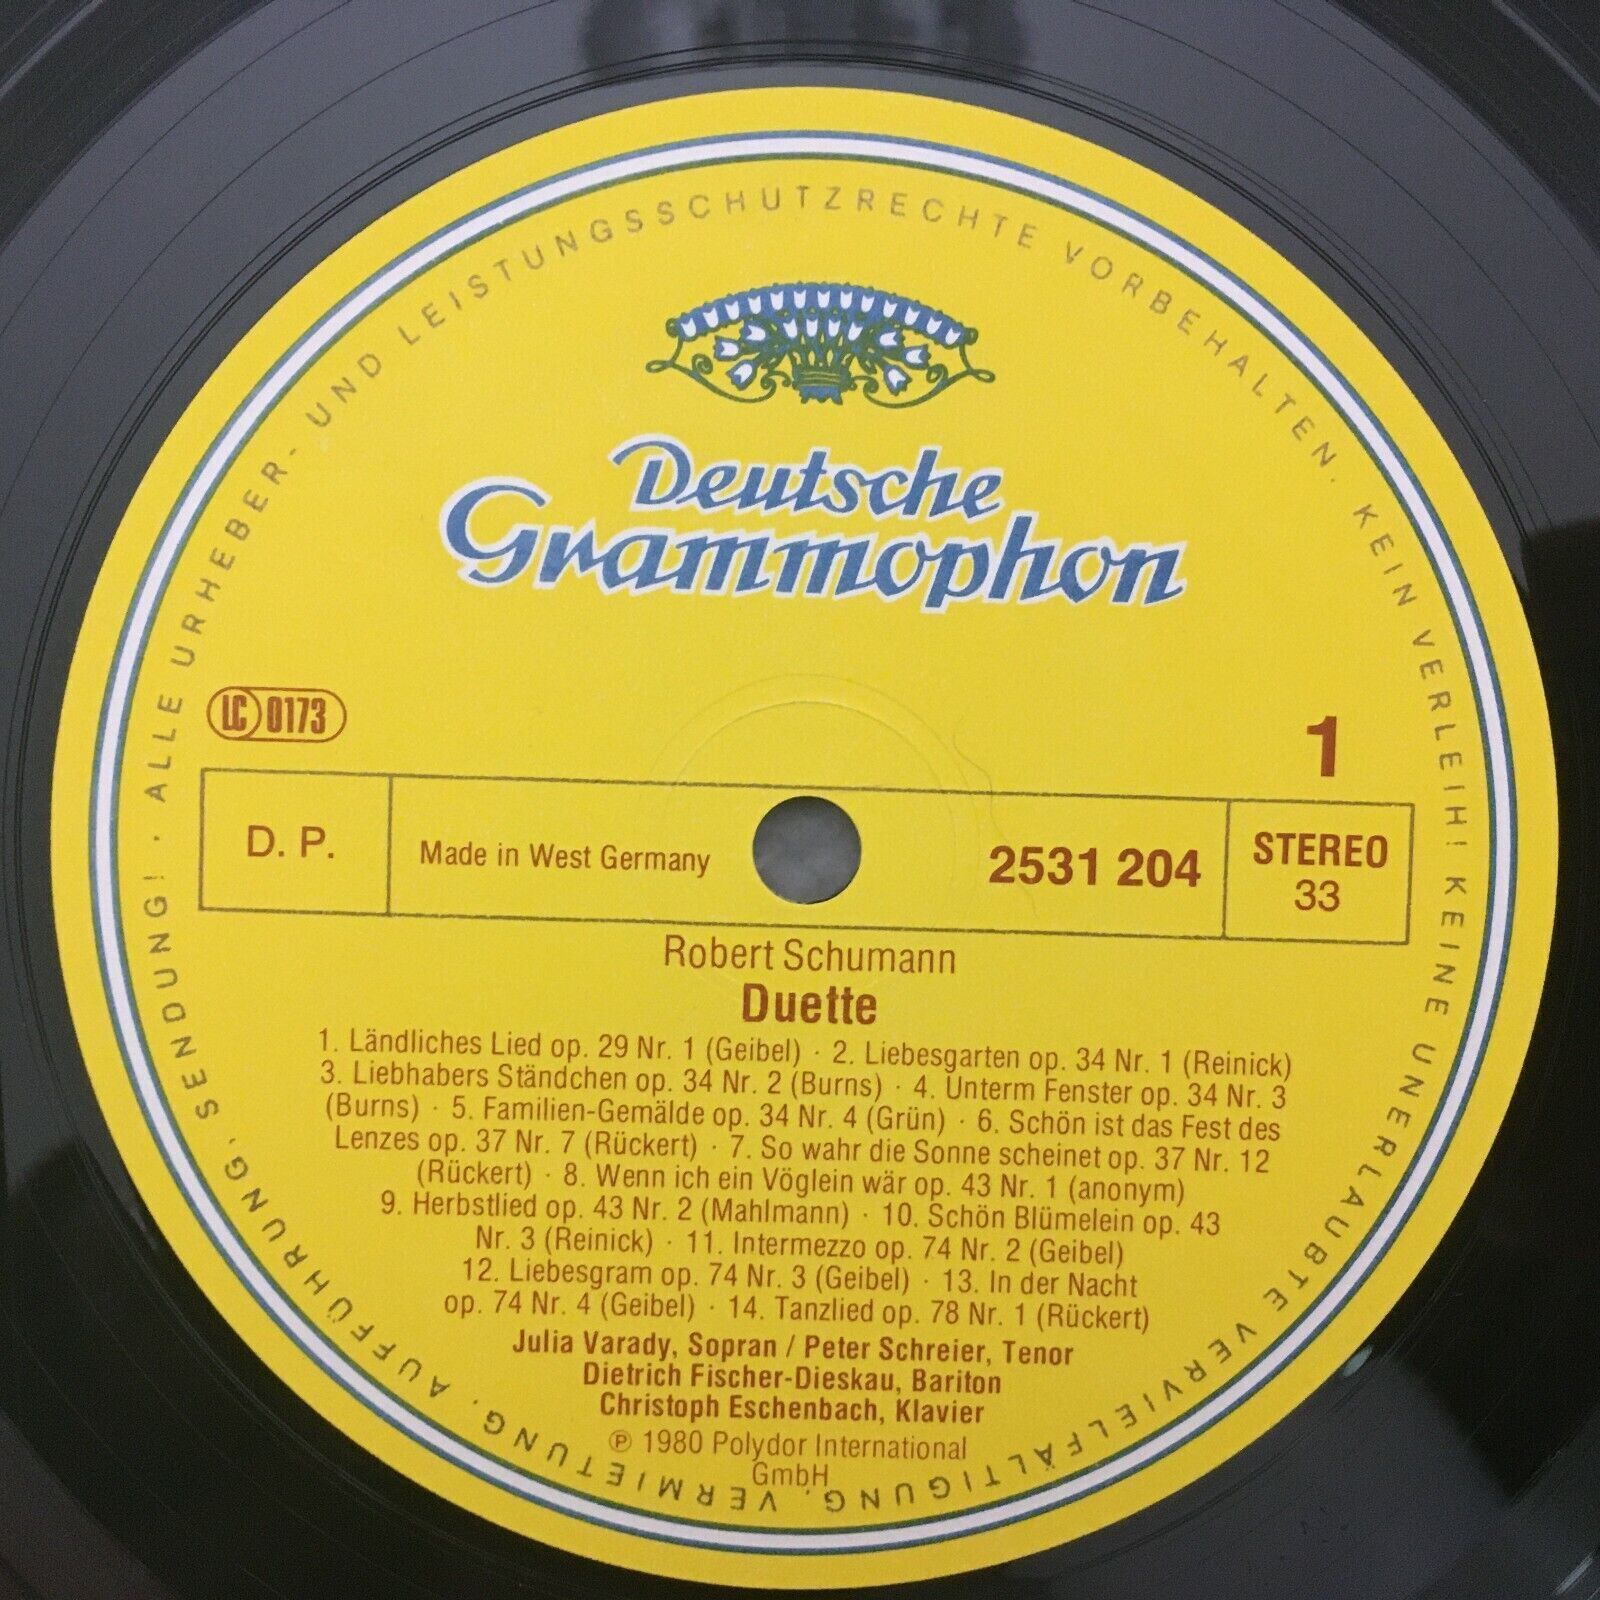 ALLE URHEBER- UND LEISTUNGSSCHUTZRECHTE VORBEHALTEN. KEIN VERLEIH! KEINE UNERLAUBTE VERVIELFÄLTIGUNG, VERMIETUNG, AUFFÜHRUNG, SENDUNG! ·
Deutsche
Grammophon
LC 0173
1
D. P.
Made in West Germany
2531 204
STEREO
33
Robert Schumann
Duette
1. Ländliches Lied op. 29 Nr. 1 (Geibel) · 2. Liebesgarten op. 34 Nr. 1 (Reinick)
3. Liebhabers Ständchen op. 34 Nr. 2 (Burns) · 4. Unterm Fenster op. 34 Nr. 3
(Burns) · 5. Familien-Gemälde op. 34 Nr. 4 (Grün) · 6. Schön ist das Fest des
Lenzes op. 37 Nr. 7 (Rückert) · 7. So wahr die Sonne scheinet op. 37 Nr. 12
(Rückert) · 8. Wenn ich ein Vöglein wär op. 43 Nr. 1 (anonym)
9. Herbstlied op. 43 Nr. 2 (Mahlmann) · 10. Schön Blümelein op. 43
Nr. 3 (Reinick) · 11. Intermezzo op. 74 Nr. 2 (Geibel)
12. Liebesgram op. 74 Nr. 3 (Geibel) · 13. In der Nacht
op. 74 Nr. 4 (Geibel) · 14. Tanzlied op. 78 Nr. 1 (Rückert)
Julia Varady, Sopran / Peter Schreier, Tenor
Dietrich Fischer-Dieskau, Bariton
Christoph Eschenbach, Klavier
℗ 1980 Polydor International
GmbH